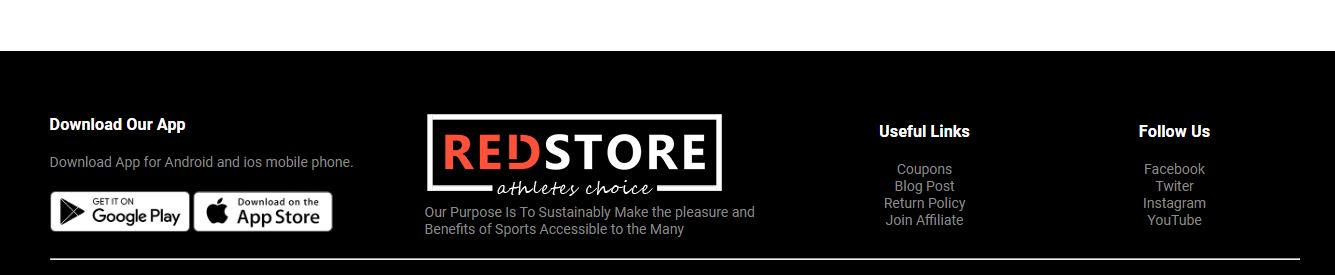 Download Our App
Download App for Android and ios mobile phone.
GET IT ON
Google Play
Download on the
App Store
REDSTORE
athletes choice
Our Purpose Is To Sustainably Make the pleasure and
Benefits of Sports Accessible to the Many
Useful Links
Coupons
Blog Post
Return Policy
Join Affiliate
Follow Us
Facebook
Twiter
Instagram
YouTube